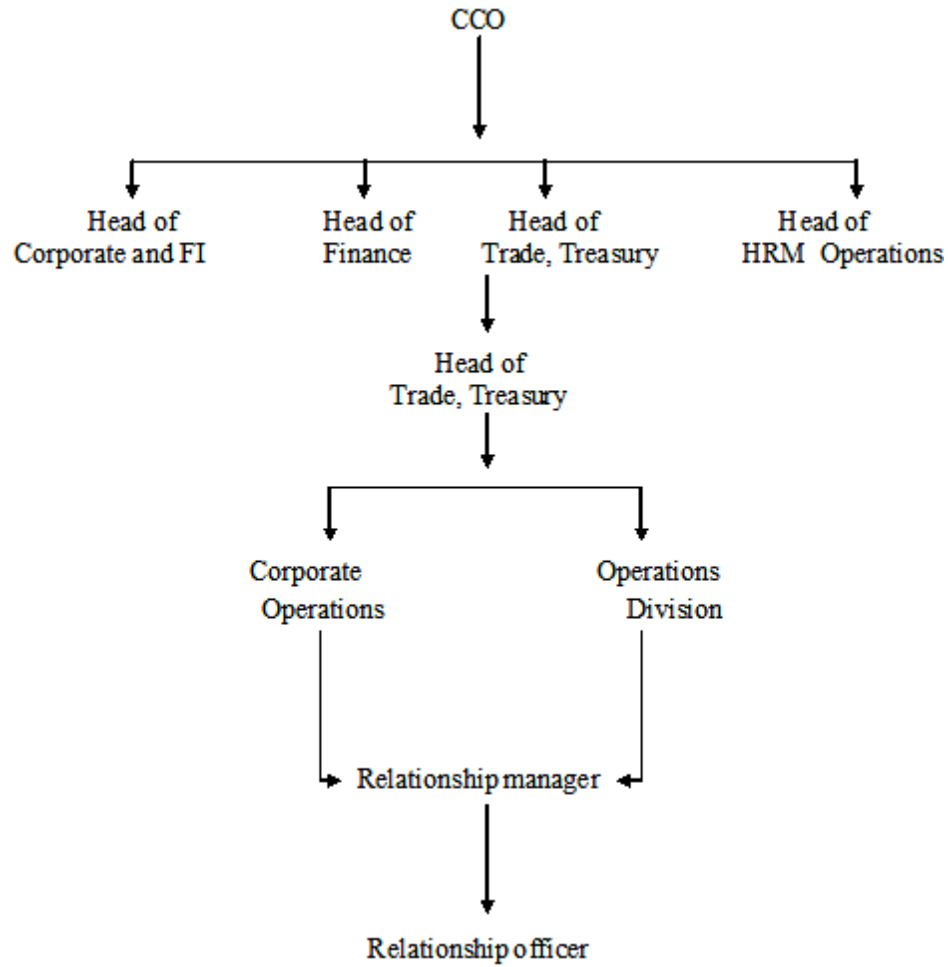 CCO
Head of
Corporate and FI
Head of
Finance
Head of
Trade, Treasury
Head of
HRM Operations
Head of
Trade, Treasury
Corporate
Operations
Operations
Division
Relationship manager
Relationship officer